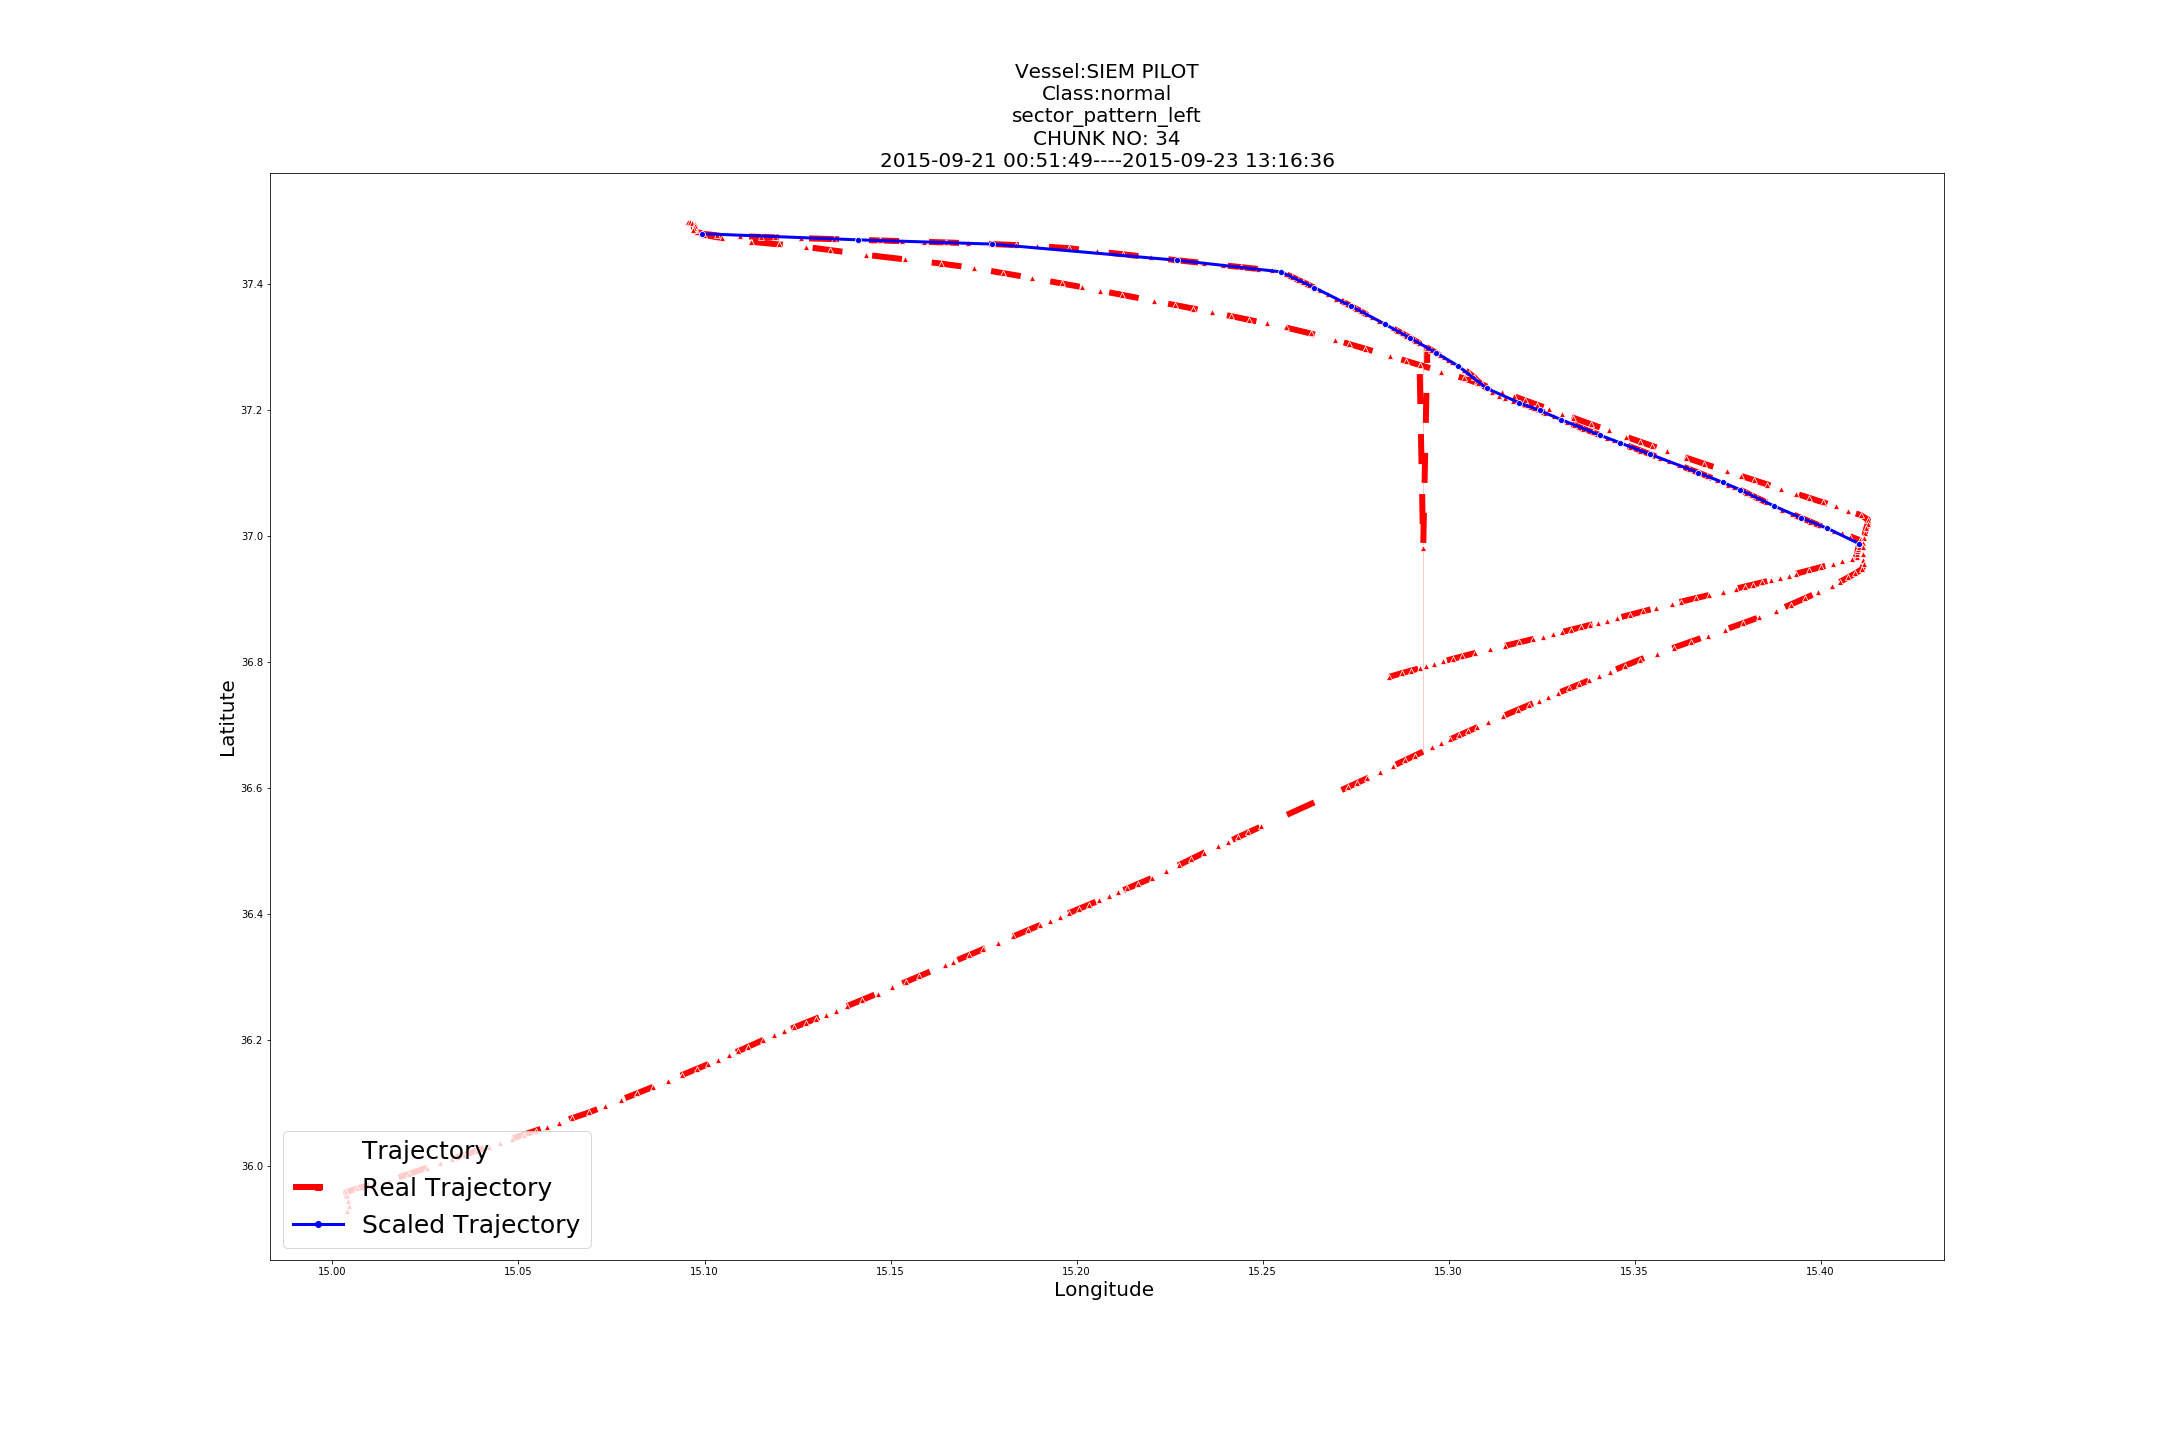 Vessel:SIEM PILOT
Class:normal
sector_pattern_left
CHUNK NO: 34
2015-09-21 00:51:49----2015-09-23 13:16:36
37.4
37.2
37.0
36.8
36.6
36.4
36.2
36.0
Latitute
Trajectory
Real Trajectory
Scaled Trajectory
15.00
15.05
15.10
15.15
15.20
15.25
15.30
15.35
15.40
Longitude